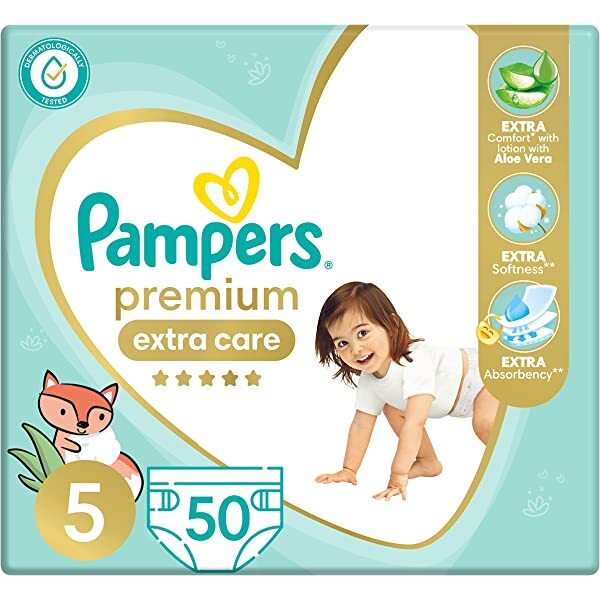 DERMATOLOGICALLY
TESTED
Pampers®
premium
extra care
5
50
EXTRA
Comfort* with
lotion with
Aloe Vera
EXTRA
Softness**
EXTRA
Absorbency**